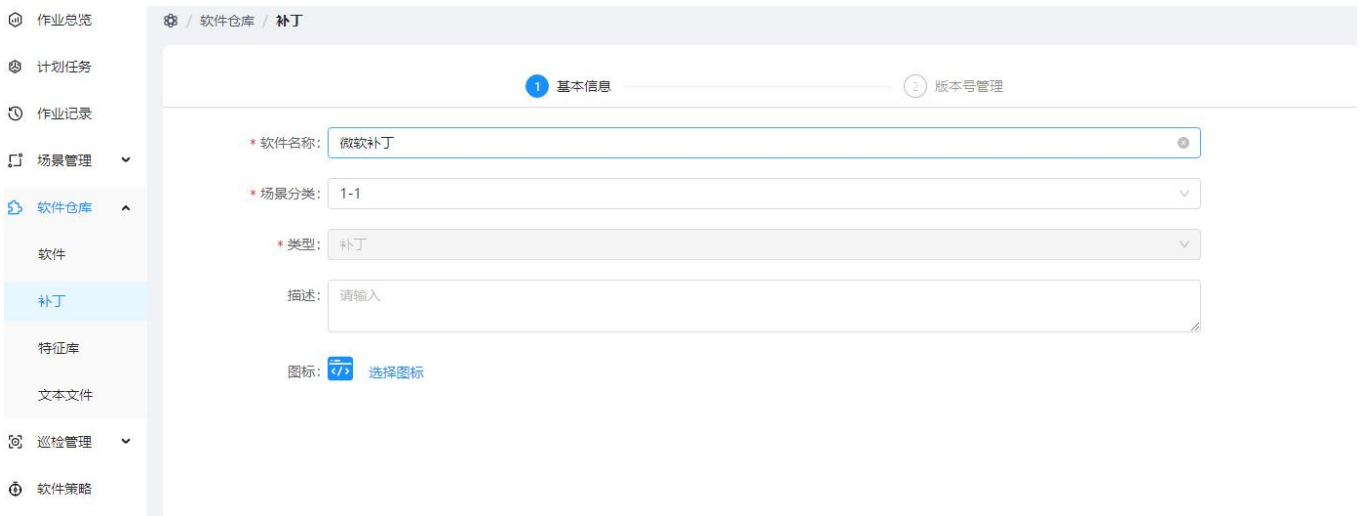 作业总览
计划任务
作业记录
场景管理
软件仓库
软件
补丁
特征库
文本文件
巡检管理
软件策略
/ 软件仓库 / 补丁
1 基本信息
2 版本号管理
* 软件名称: 微软补丁
* 场景分类: 1-1
* 类型: 补丁
描述: 请输入
图标: </> 选择图标